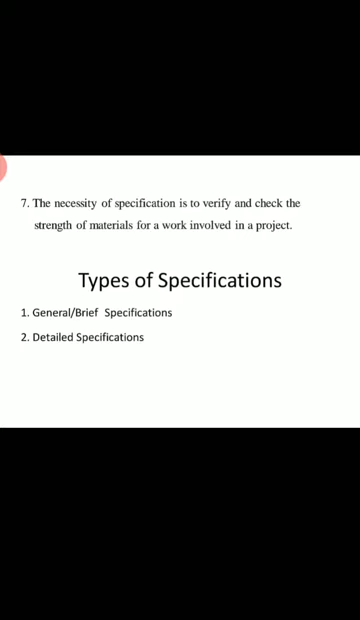 7. The necessity of specification is to verify and check the
strength of materials for a work involved in a project.
Types of Specifications
1. General/Brief Specifications
2. Detailed Specifications